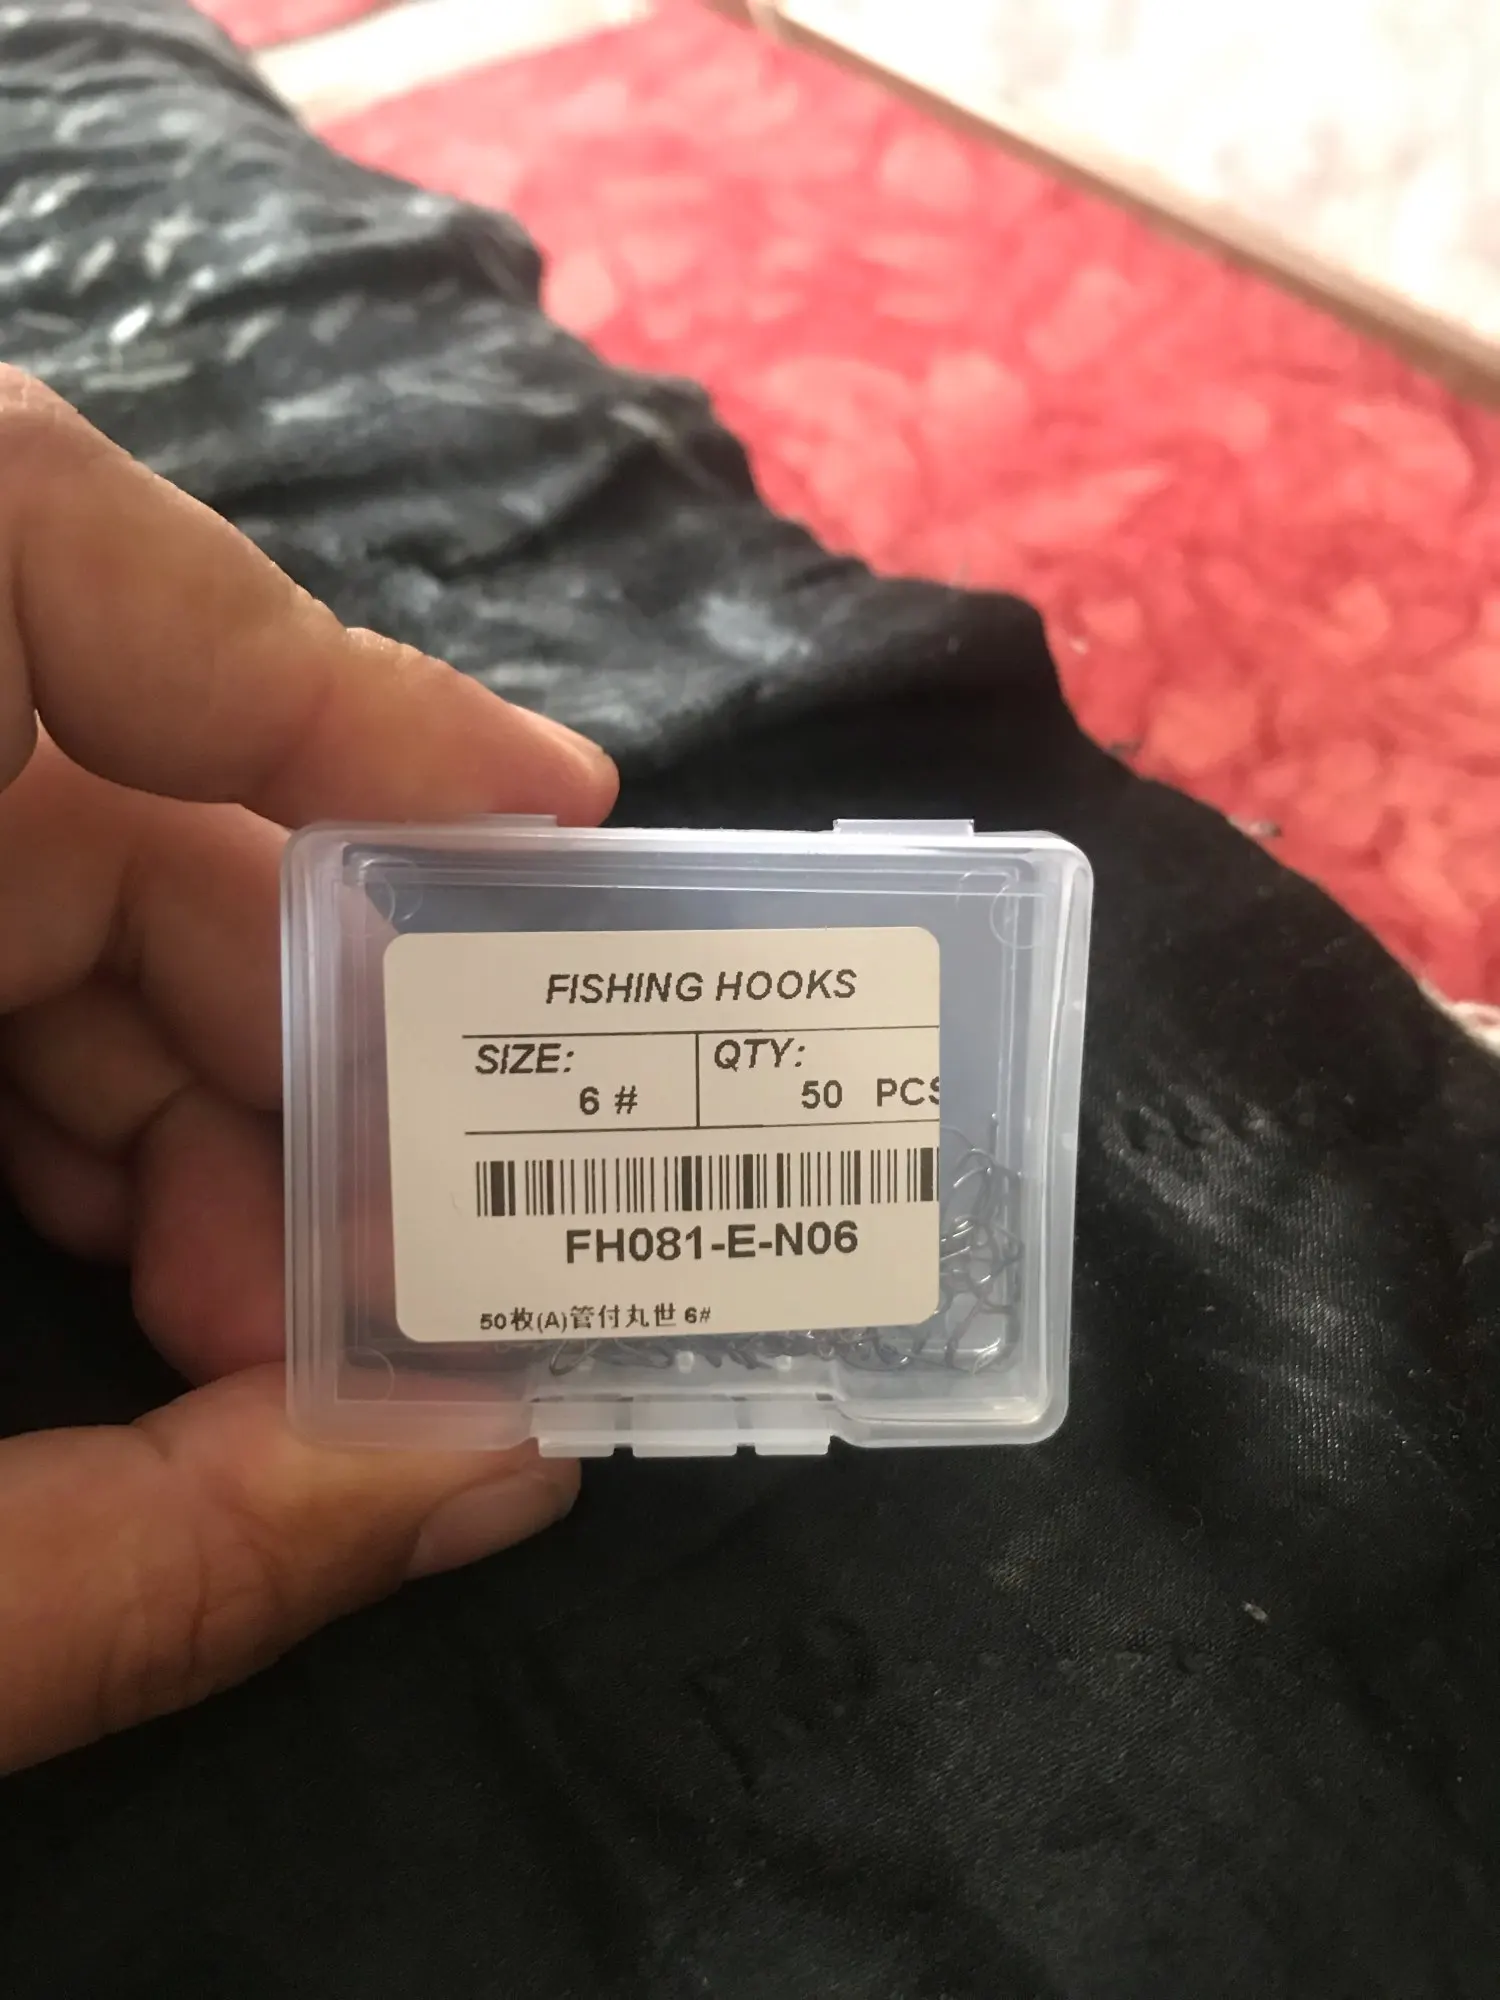 FISHING HOOKS
SIZE: QTY:
6 # 50 PCS
FH081-E-N06
50枚(A)管付丸世 6#